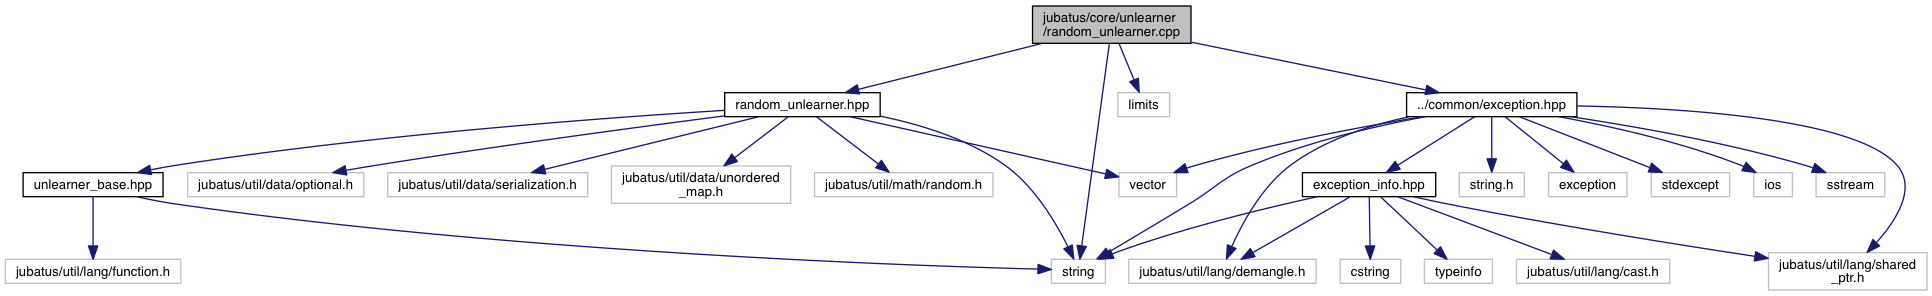 jubatus/core/unlearner
/random_unlearner.cpp
random_unlearner.hpp
limits
../common/exception.hpp
unlearner_base.hpp
jubatus/util/data/optional.h
jubatus/util/data/serialization.h
jubatus/util/data/unordered
_map.h
jubatus/util/math/random.h
vector
exception_info.hpp
string.h
exception
stdexcept
ios
sstream
jubatus/util/lang/function.h
string
jubatus/util/lang/demangle.h
cstring
typeinfo
jubatus/util/lang/cast.h
jubatus/util/lang/shared
_ptr.h